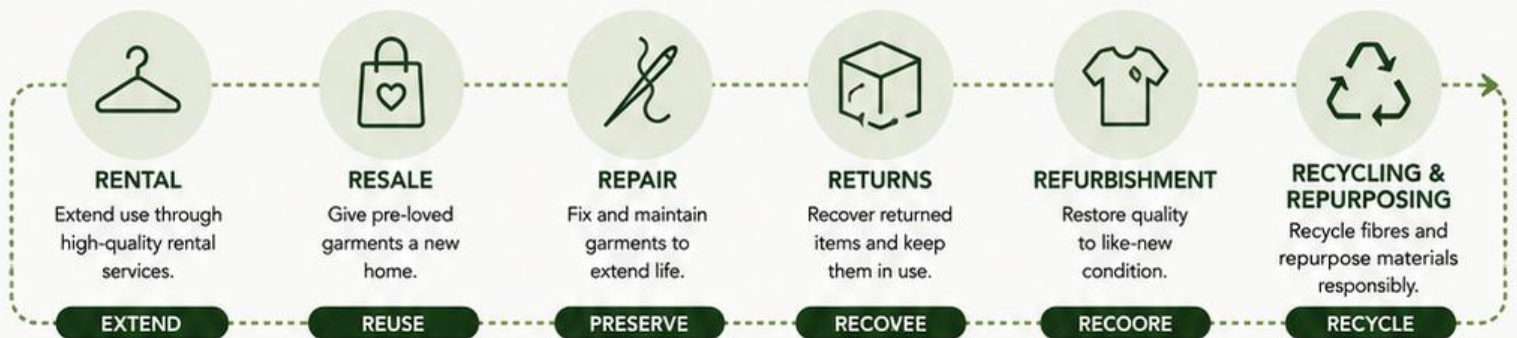 RENTAL
Extend use through
high-quality rental
services.
EXTEND
RESALE
Give pre-loved
garments a new
home.
REUSE
REPAIR
Fix and maintain
garments to
extend life.
PRESERVE
RETURNS
Recover returned
items and keep
them in use.
RECOVEE
REFURBISHMENT
Restore quality
to like-new
condition.
RECOORE
RECYCLING &
REPURPOSING
Recycle fibres and
repurpose materials
responsibly.
RECYCLE